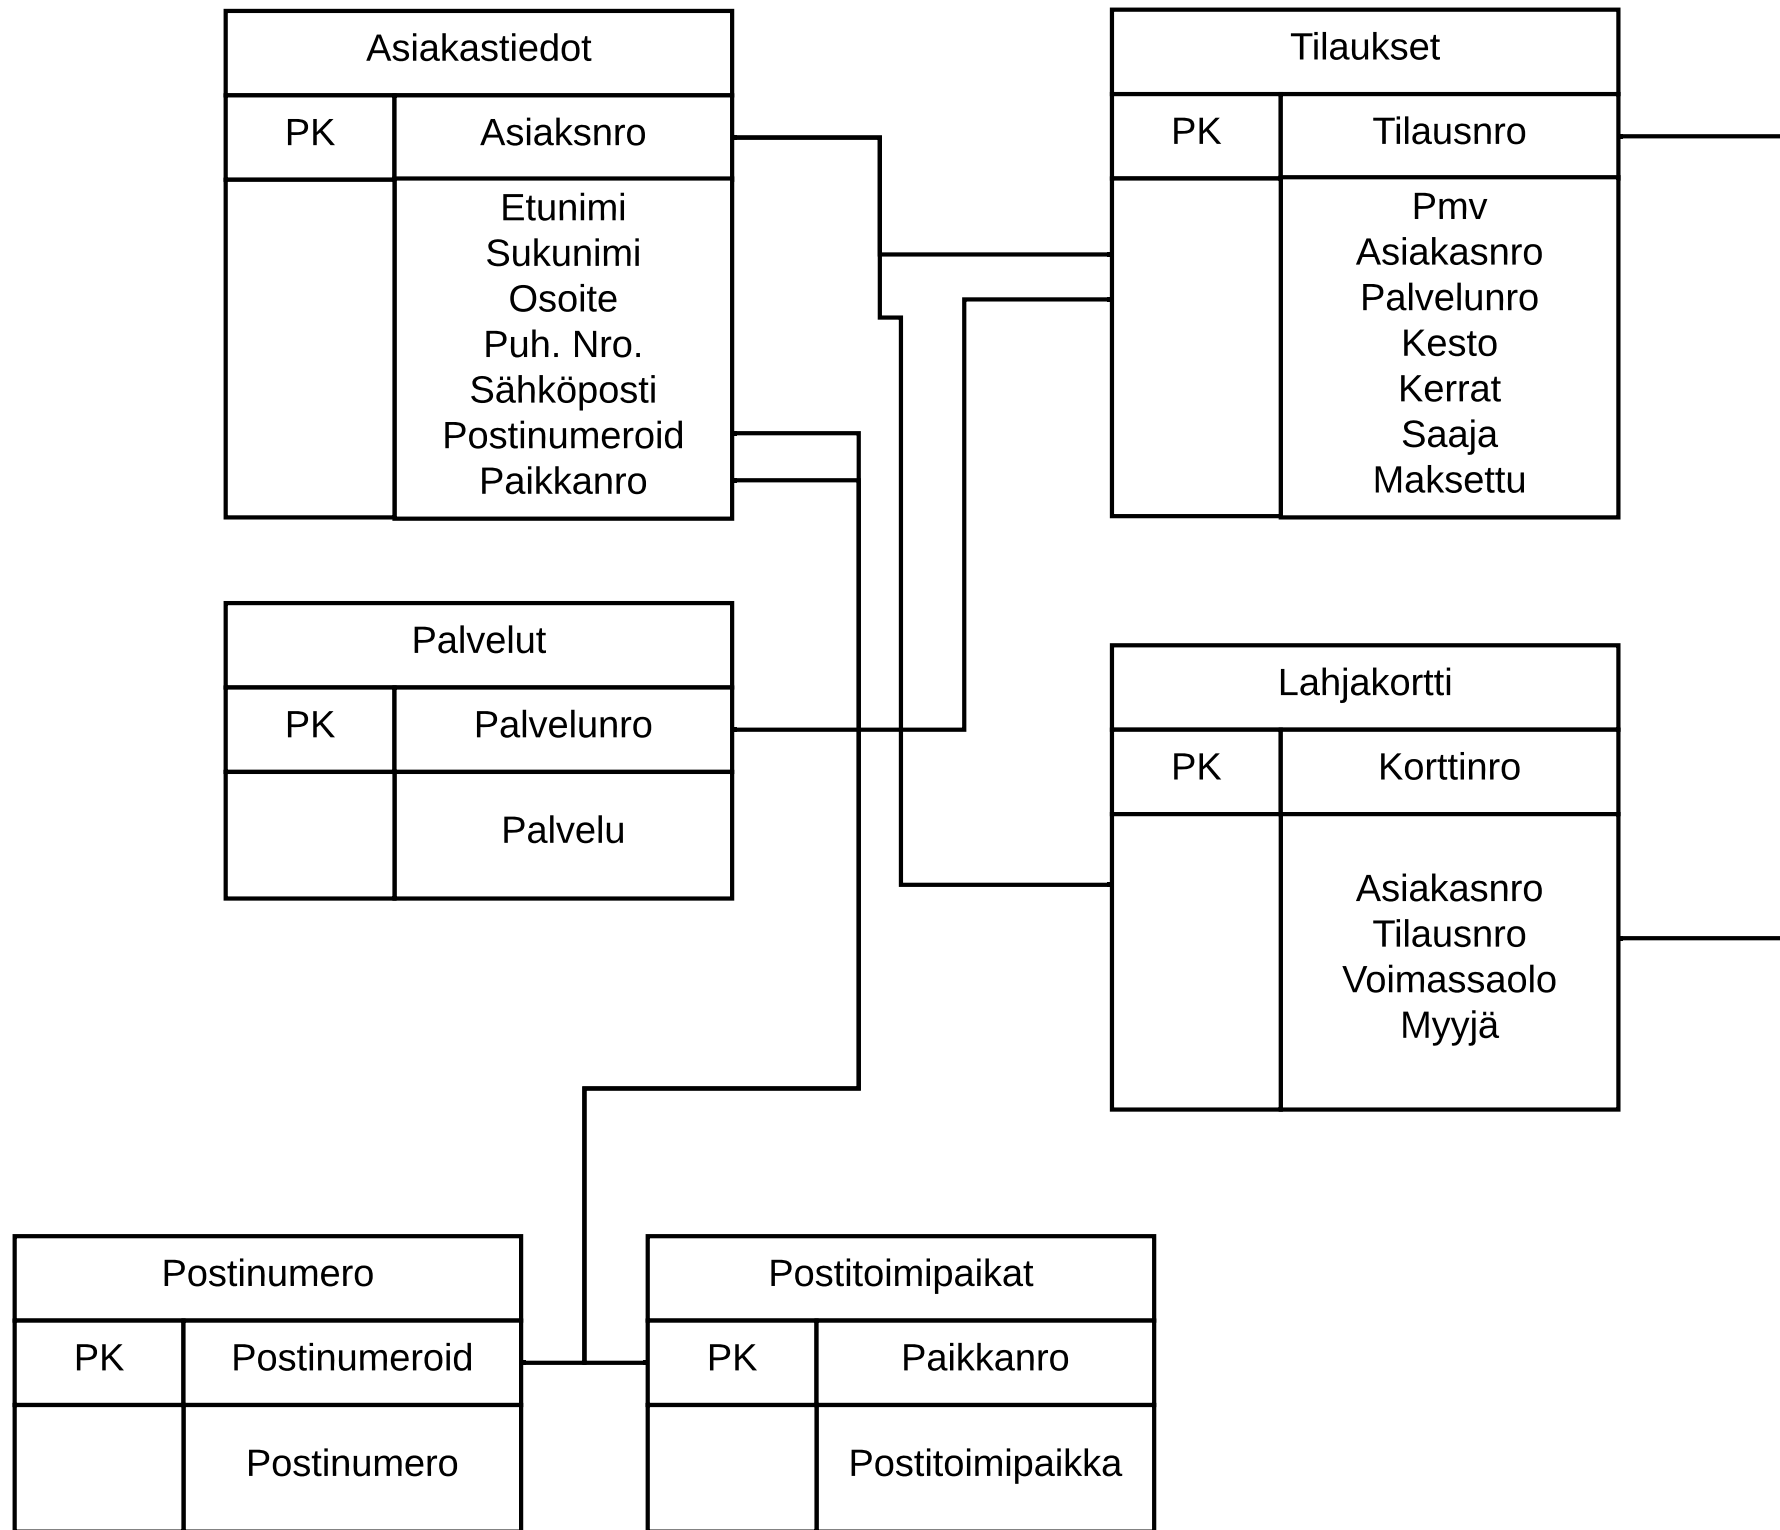 Asiakastiedot
PK
Asiaksnro
Etunimi
Sukunimi
Osoite
Puh. Nro.
Sähköposti
Postinumeroid
Paikkanro
Tilaukset
PK
Tilausnro
Pmv
Asiakasnro
Palvelunro
Kesto
Kerrat
Saaja
Maksettu
Palvelut
PK
Palvelunro
Palvelu
Lahjakortti
PK
Korttinro
Asiakasnro
Tilausnro
Voimassaolo
Myyjä
Postinumero
PK
Postinumeroid
Postinumero
Postitoimipaikat
PK
Paikkanro
Postitoimipaikka